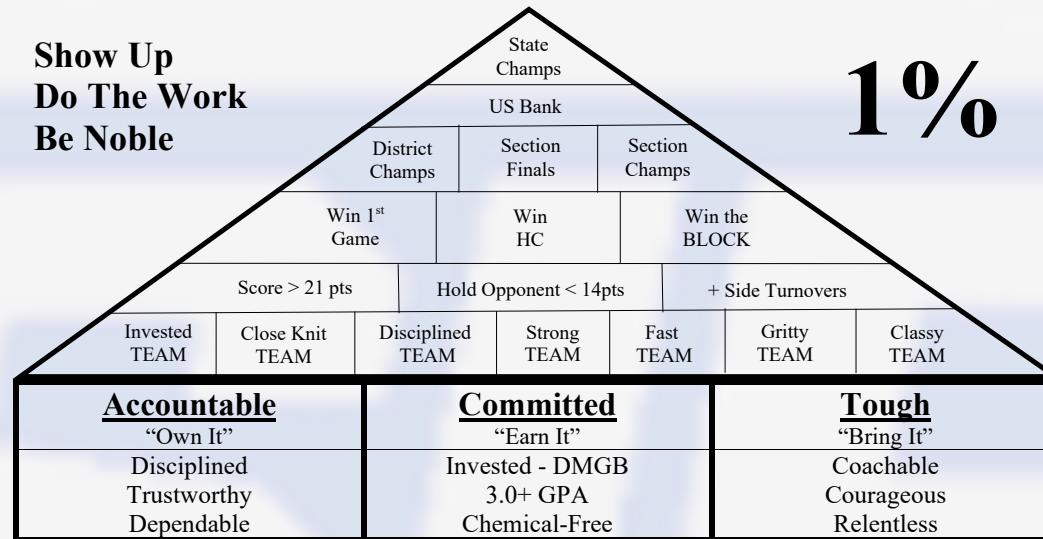 Show Up
Do The Work
Be Noble
1%
State
Champs
US Bank
District
Champs
Section
Finals
Section
Champs
Win 1st
Game
Win
HC
Win the
BLOCK
Score > 21 pts
Hold Opponent < 14pts
+ Side Turnovers
Invested
TEAM
Close Knit
TEAM
Disciplined
TEAM
Strong
TEAM
Fast
TEAM
Gritty
TEAM
Classy
TEAM
Accountable
“Own It”
Disciplined
Trustworthy
Dependable
Committed
“Earn It”
Invested - DMGB
3.0+ GPA
Chemical-Free
Tough
“Bring It”
Coachable
Courageous
Relentless